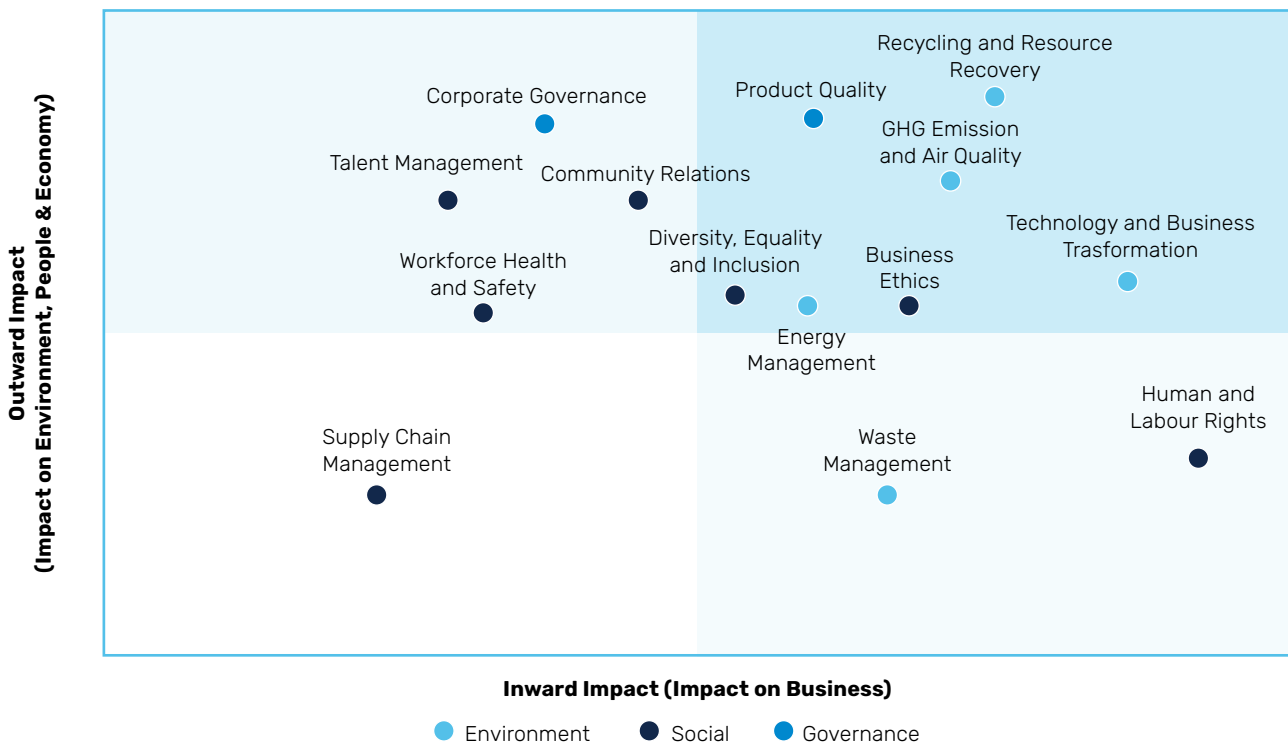 Outward Impact
(Impact on Environment, People & Economy)
Recycling and Resource
Recovery
Product Quality
Corporate Governance
GHG Emission
and Air Quality
Talent Management
Community Relations
Technology and Business
Trasformation
Diversity, Equality
and Inclusion
Business
Ethics
Workforce Health
and Safety
Energy
Management
Human and
Labour Rights
Supply Chain
Management
Waste
Management
Inward Impact (Impact on Business)
Environment
Social
Governance